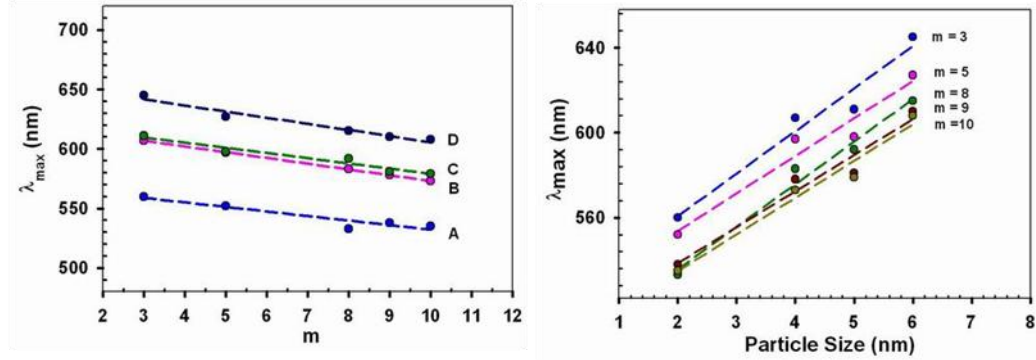 700
650
600
550
500
λmax (nm)
D
C
B
A
2 3 4 5 6 7 8 9 10 11 12
m
640
600
560
λmax (nm)
m = 3
m = 5
m = 8
m = 9
m =10
1 2 3 4 5 6 7 8
Particle Size (nm)